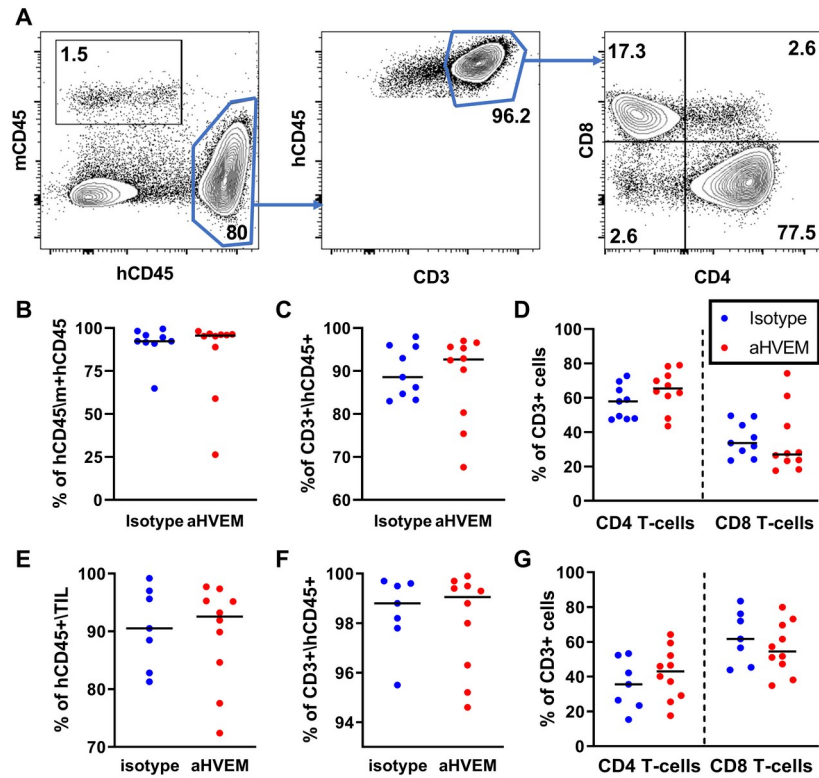 A
1.5
mCD45
80
hCD45
hCD45
96.2
CD3
17.3
2.6
CD8
2.6
77.5
CD4
B
% of hCD45\m+hCD45
100
75
50
25
0
Isotype aHVEM
C
%of CD3+\hCD45+
100
90
80
70
60
Isotype aHVEM
D
% of CD3+ cells
100
80
60
40
20
0
CD4 T-cells
CD8 T-cells
Isotype
aHVEM
E
% of hCD45+\TIL
100
90
80
70
isotype aHVEM
F
% of CD3+\hCD45+
100
98
96
94
isotype aHVEM
G
% of CD3+ cells
100
80
60
40
20
0
CD4 T-cells
CD8 T-cells